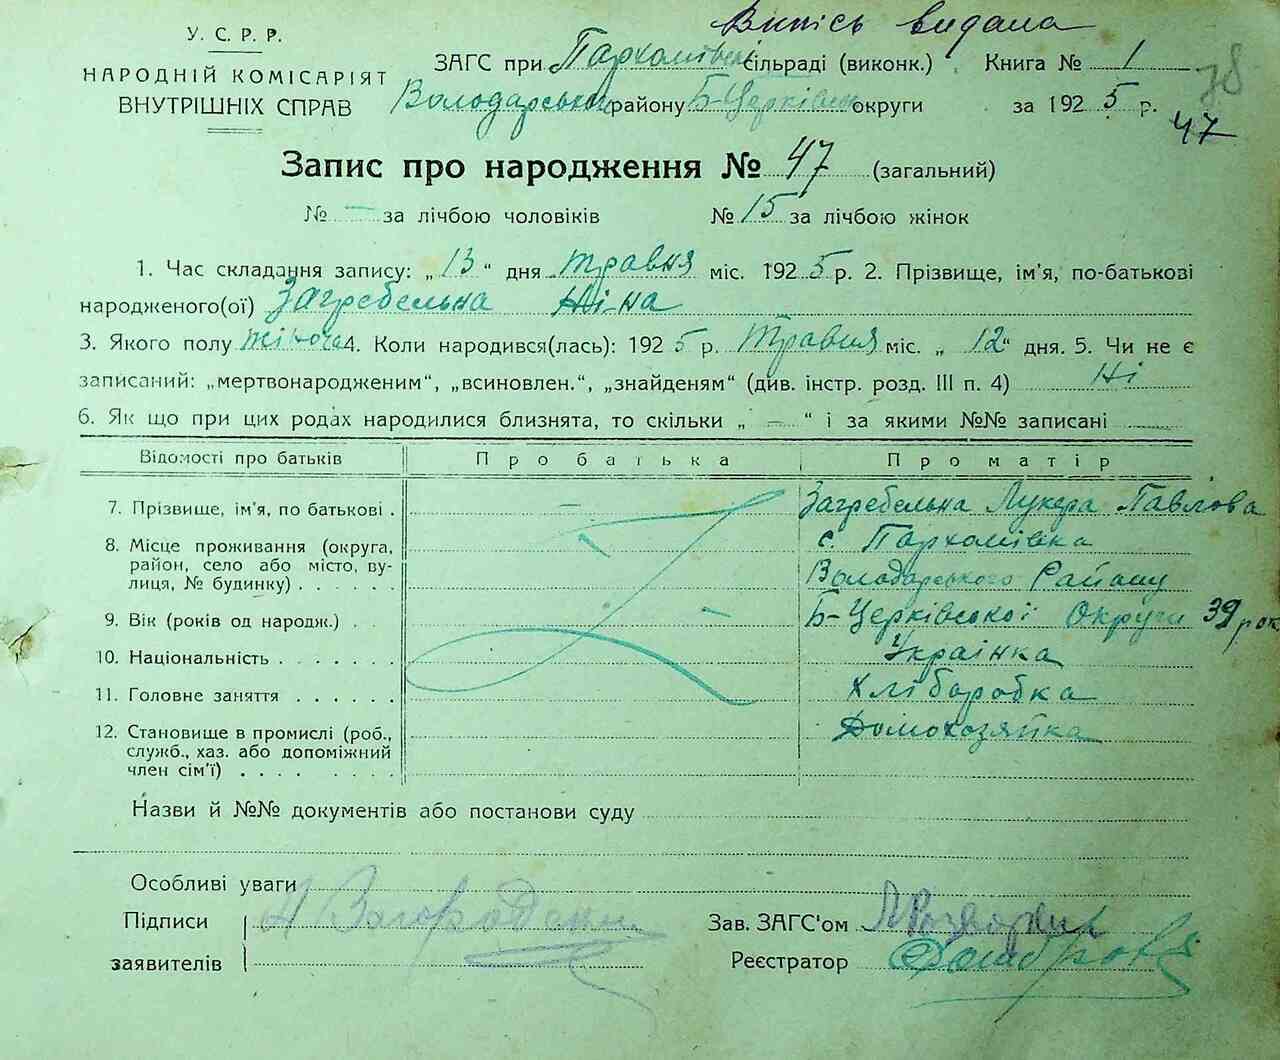 Випісь видана
У. С. Р. Р.
НАРОДНІЙ КОМІСАРІЯТ
ВНУТРІШНІХ СПРАВ
ЗАГС при Пархомівській сільраді (виконк.) Книга № 1
78
Володарського району Б-Церківськ округи за 1925 р.
47
Запис про народження № 47 (загальний)
№ — за лічбою чоловіків № 15 за лічбою жінок
1. Час складання запису: „13“ дня травня міс. 1925 р. 2. Прізвище, ім'я, по-батькові
народженого(ої) Загребельна Ніна
3. Якого полу жіноча 4. Коли народився(лась): 1925 р. Травня міс. „12“ дня. 5. Чи не є
записаний: „мертвонародженим“, „всиновлен.“, „знайденям“ (див. інстр. розд. III п. 4) Ні
6. Як що при цих родах народилися близнята, то скільки „ — “ і за якими №№ записані
Відомості про батьків Про батька Про матір
7. Прізвище, ім'я, по батькові . — Загребельна Лукера Павлова
8. Місце проживання (округа, район, село або місто, вулиця, № будинку) . . . . . .
с. Пархомівка
Володарського Району
Б-Церківської Округи
9. Вік (років од народж.) . . — 39 рок
10. Національність . . . . . . . Українка
11. Головне заняття . . . . . . Хліборобка
12. Становище в промислі (роб., Домохозяйка
служб., хаз. або допоміжний
член сім'ї) . . . . . . . .
Назви й №№ документів або постанови суду
Особливі уваги
Підписи
заявителів
Зав. ЗАГС'ом
Реєстратор